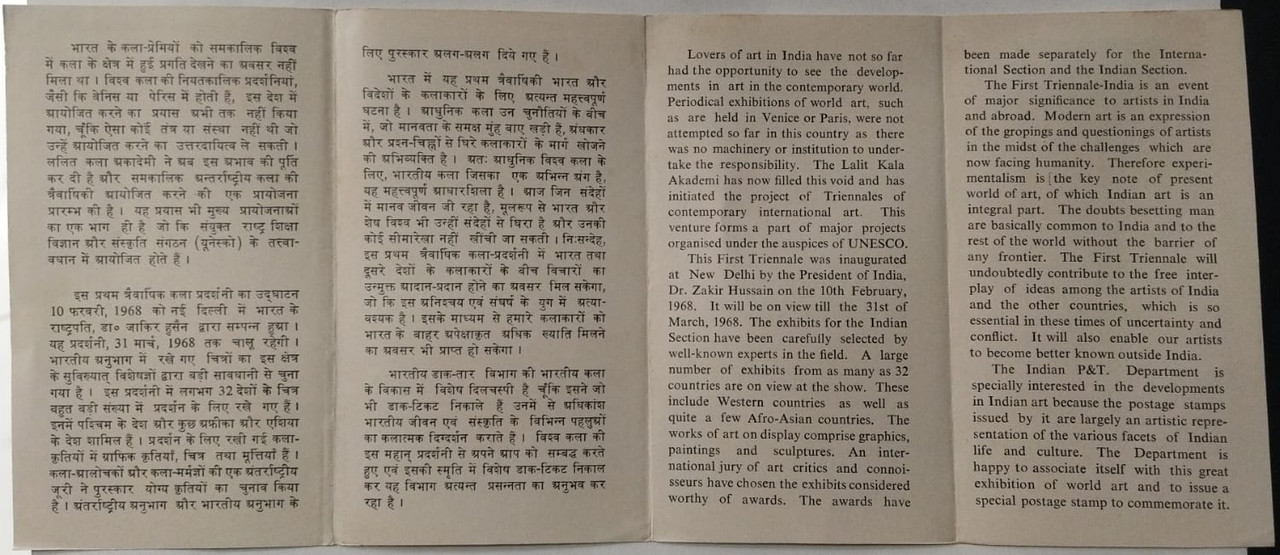 भारत के कला-प्रेमियों को समकालिक विश्व
में कला के क्षेत्र में हुई प्रगति देखने का अवसर नहीं
मिला था । विश्व कला की नियतकालिक प्रदर्शनियां,
जैसी कि वेनिस या पेरिस में होती हैं, इस देश में
आयोजित करने का प्रयास अभी तक नहीं किया
गया, चूंकि ऐसा कोई तंत्र या संस्था नहीं थी जो
उन्हें आयोजित करने का उत्तरदायित्व ले सकती ।
ललित कला अकादेमी ने अब इस अभाव की पूर्ति
कर दी है और समकालिक अन्तर्राष्ट्रीय कला की
त्रैवार्षिकी आयोजित करने की एक प्रायोजना
प्रारम्भ की है । यह प्रयास भी मुख्य प्रायोजनाओं
का एक भाग ही है जो कि संयुक्त राष्ट्र शिक्षा
विज्ञान और संस्कृति संगठन (यूनेस्को) के तत्त्वा-
वधान में आयोजित होते हैं ।
इस प्रथम त्रैवार्षिक कला प्रदर्शनी का उद्घाटन
10 फरवरी, 1968 को नई दिल्ली में भारत के
राष्ट्रपति, डा० जाकिर हुसैन द्वारा सम्पन्न हुआ ।
यह प्रदर्शनी, 31 मार्च, 1968 तक चालू रहेगी ।
भारतीय अनुभाग में रखे गए चित्रों का इस क्षेत्र
के सुविख्यात् विशेषज्ञों द्वारा बड़ी सावधानी से चुना
गया है । इस प्रदर्शनी में लगभग 32 देशों के चित्र
बहुत बड़ी संख्या में प्रदर्शन के लिए रखे गए हैं ।
इनमें पश्चिम के देश और कुछ अफ्रीका और एशिया
के देश शामिल हैं । प्रदर्शन के लिए रखी गई कला-
कृतियों में ग्राफिक कृतियां, चित्र तथा मूर्त्तियां हैं ।
कला-आलोचकों और कला-मर्मज्ञों की एक अंतर्राष्ट्रीय
जूरी ने पुरस्कार योग्य कृतियों का चुनाव किया
है । अंतर्राष्ट्रीय अनुभाग और भारतीय अनुभाग के
लिए पुरस्कार अलग-अलग दिये गए हैं ।
भारत में यह प्रथम त्रैवार्षिकी भारत और
विदेशों के कलाकारों के लिए अत्यन्त महत्त्वपूर्ण
घटना है । आधुनिक कला उन चुनौतियों के बीच
में, जो मानवता के समक्ष मुंह बाए खड़ी हैं, अंधकार
और प्रश्न-चिह्नों से घिरे कलाकारों के मार्ग खोजने
की अभिव्यक्ति है । अतः आधुनिक विश्व कला के
लिए, भारतीय कला जिसका एक अभिन्न अंग है,
यह महत्त्वपूर्ण आधारशिला है । आज जिन संदेहों
में मानव जीवन जी रहा है, मूलरूप से भारत और
शेष विश्व भी उन्हीं संदेहों से घिरा है और उनकी
कोई सीमारेखा नहीं खींची जा सकती । निःसन्देह,
इस प्रथम त्रैवार्षिक कला-प्रदर्शनी में भारत तथा
दूसरे देशों के कलाकारों के बीच विचारों का
उन्मुक्त आदान-प्रदान होने का अवसर मिल सकेगा,
जो कि इस अनिश्चय एवं संघर्ष के युग में अत्या-
वश्यक है । इसके माध्यम से हमारे कलाकारों को
भारत के बाहर अपेक्षाकृत अधिक ख्याति मिलने
का अवसर भी प्राप्त हो सकेगा ।
भारतीय डाक-तार विभाग की भारतीय कला
के विकास में विशेष दिलचस्पी है चूंकि इसने जो
भी डाक-टिकट निकाले हैं उनमें से अधिकांश
भारतीय जीवन एवं संस्कृति के विभिन्न पहलुओं
का कलात्मक दिग्दर्शन कराते हैं । विश्व कला की
इस महान् प्रदर्शनी से अपने आप को सम्बद्ध करते
हुए एवं इसकी स्मृति में विशेष डाक-टिकट निकाल
कर यह विभाग अत्यन्त प्रसन्नता का अनुभव कर
रहा है ।
Lovers of art in India have not so far
had the opportunity to see the develop-
ments in art in the contemporary world.
Periodical exhibitions of world art, such
as are held in Venice or Paris, were not
attempted so far in this country as there
was no machinery or institution to under-
take the responsibility. The Lalit Kala
Akademi has now filled this void and has
initiated the project of Triennales of
contemporary international art. This
venture forms a part of major projects
organised under the auspices of UNESCO.
This First Triennale was inaugurated
at New Delhi by the President of India,
Dr. Zakir Hussain on the 10th February,
1968. It will be on view till the 31st of
March, 1968. The exhibits for the Indian
Section have been carefully selected by
well-known experts in the field. A large
number of exhibits from as many as 32
countries are on view at the show. These
include Western countries as well as
quite a few Afro-Asian countries. The
works of art on display comprise graphics,
paintings and sculptures. An inter-
national jury of art critics and connoi-
sseurs have chosen the exhibits considered
worthy of awards. The awards have
been made separately for the Interna-
tional Section and the Indian Section.
The First Triennale-India is an event
of major significance to artists in India
and abroad. Modern art is an expression
of the gropings and questionings of artists
in the midst of the challenges which are
now facing humanity. Therefore experi-
mentalism is the key note of present
world of art, of which Indian art is an
integral part. The doubts besetting man
are basically common to India and to the
rest of the world without the barrier of
any frontier. The First Triennale will
undoubtedly contribute to the free inter-
play of ideas among the artists of India
and the other countries, which is so
essential in these times of uncertainty and
conflict. It will also enable our artists
to become better known outside India.
The Indian P&T. Department is
specially interested in the developments
in Indian art because the postage stamps
issued by it are largely an artistic repre-
sentation of the various facets of Indian
life and culture. The Department is
happy to associate itself with this great
exhibition of world art and to issue a
special postage stamp to commemorate it.